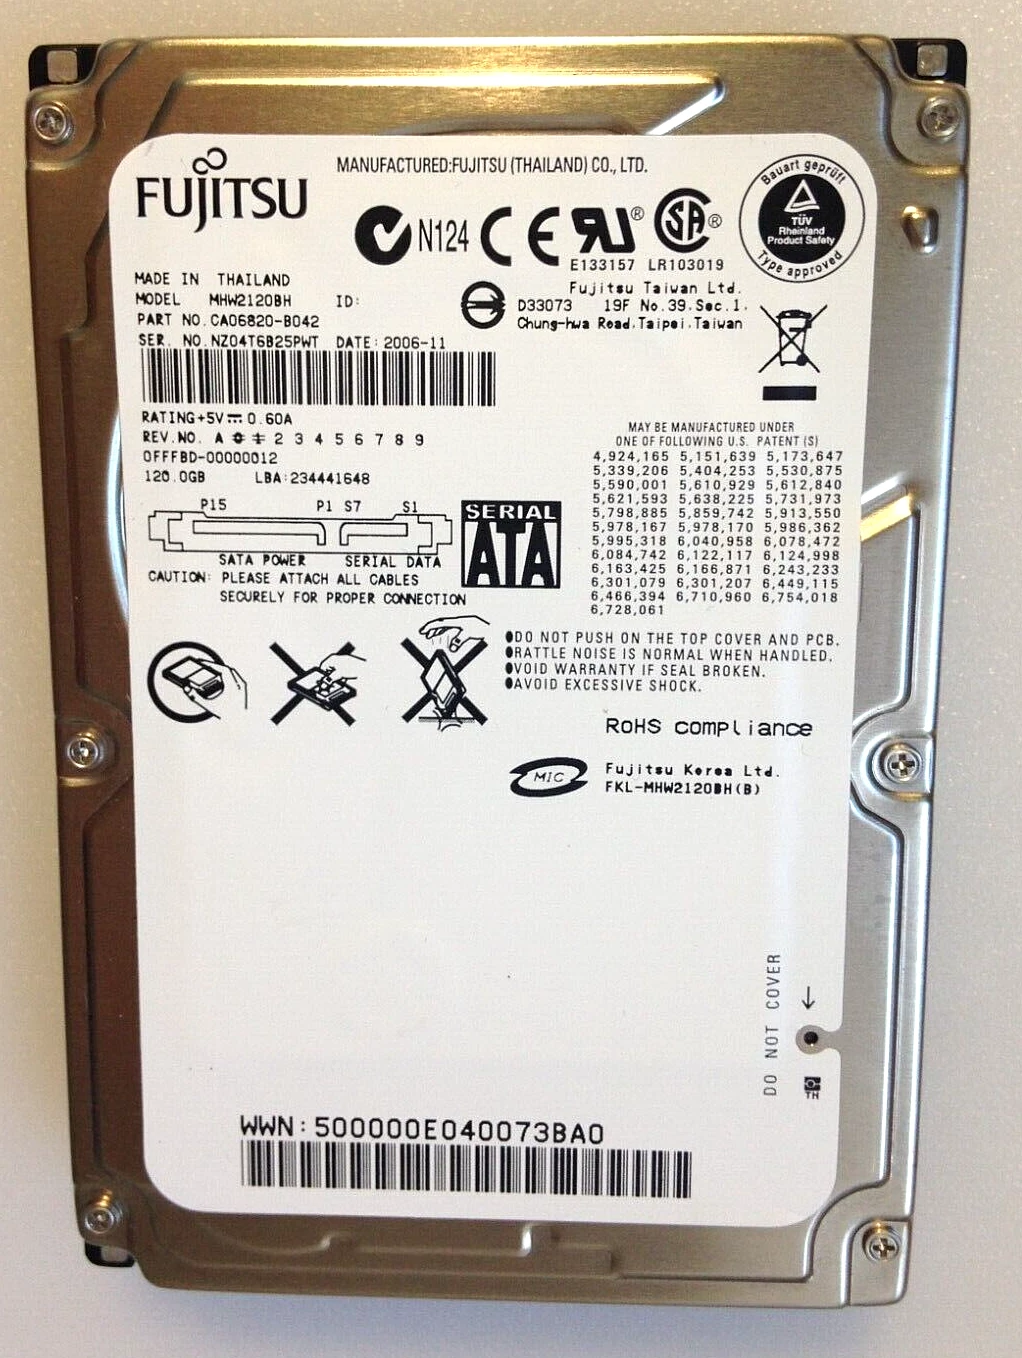 FUJITSU
MANUFACTURED:FUJITSU (THAILAND) CO., LTD.
N124 CE RU® SA®
E133157 LR103019
Bauart geprüft
TÜV
Rheinland
Product Safety
Type approved
MADE IN THAILAND
MODEL MHW2120BH ID:
PART NO. CA06820-B042
SER. NO. NZ04T6B25PWT DATE: 2006-11
Fujitsu Taiwan Ltd.
D33073 19F No.39.Sec.1.
Chung-hwa Road.Taipei.Taiwan
RATING+5V⎓ 0.60A
REV.NO. A 2 3 4 5 6 7 8 9
0FFFBD-00000012
120.0GB LBA:234441648
MAY BE MANUFACTURED UNDER
ONE OF FOLLOWING U.S. PATENT (S)
4,924,165 5,151,639 5,173,647
5,339,206 5,404,253 5,530,875
5,590,001 5,610,929 5,612,840
5,621,593 5,638,225 5,731,973
5,798,885 5,859,742 5,913,550
5,978,167 5,978,170 5,986,362
5,995,318 6,040,958 6,078,472
6,084,742 6,122,117 6,124,998
6,163,425 6,166,871 6,243,233
6,301,079 6,301,207 6,449,115
6,466,394 6,710,960 6,754,018
6,728,061
P15 P1 S7 S1
SATA POWER SERIAL DATA
SERIAL
ATA
CAUTION: PLEASE ATTACH ALL CABLES
SECURELY FOR PROPER CONNECTION
●DO NOT PUSH ON THE TOP COVER AND PCB.
●RATTLE NOISE IS NORMAL WHEN HANDLED.
●VOID WARRANTY IF SEAL BROKEN.
●AVOID EXCESSIVE SHOCK.
RoHS compliance
MIC
Fujitsu Korea Ltd.
FKL-MHW2120BH(B)
DO NOT COVER
TH
WWN:500000E040073BA0